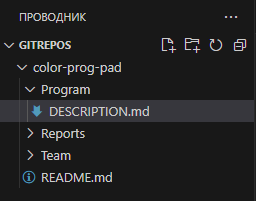 ПРОВОДНИК
GITREPOS
color-prog-pad
Program
DESCRIPTION.md
Reports
Team
README.md